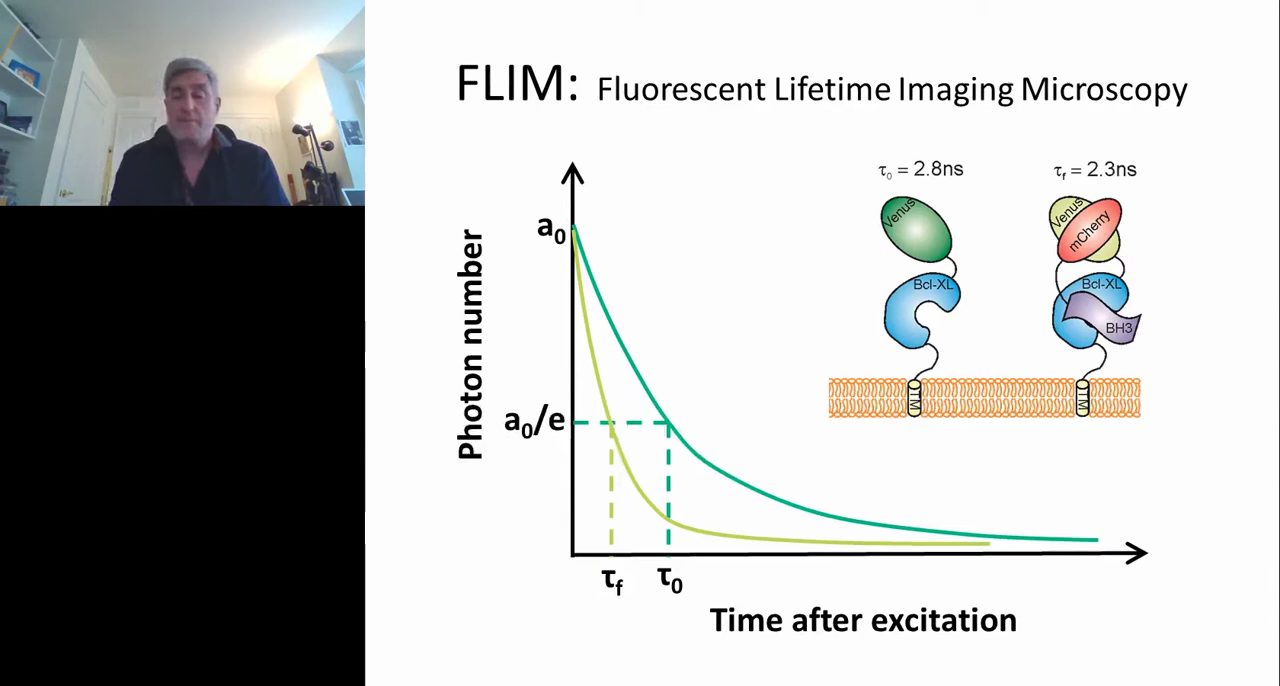 FLIM: Fluorescent Lifetime Imaging Microscopy
τ₀ = 2.8ns
τf = 2.3ns
Venus
Venus
mCherry
a₀
Photon number
Bcl-XL
Bcl-XL
BH3
TM
TM
a₀/e
τf
τ₀
Time after excitation